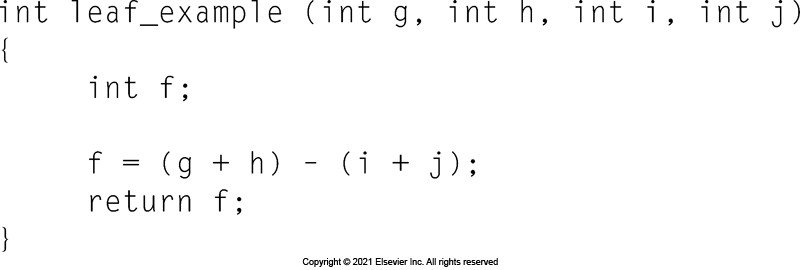 int leaf_example (int g, int h, int i, int j)
{
int f;
f = (g + h) - (i + j);
return f;
}
Copyright © 2021 Elsevier Inc. All rights reserved